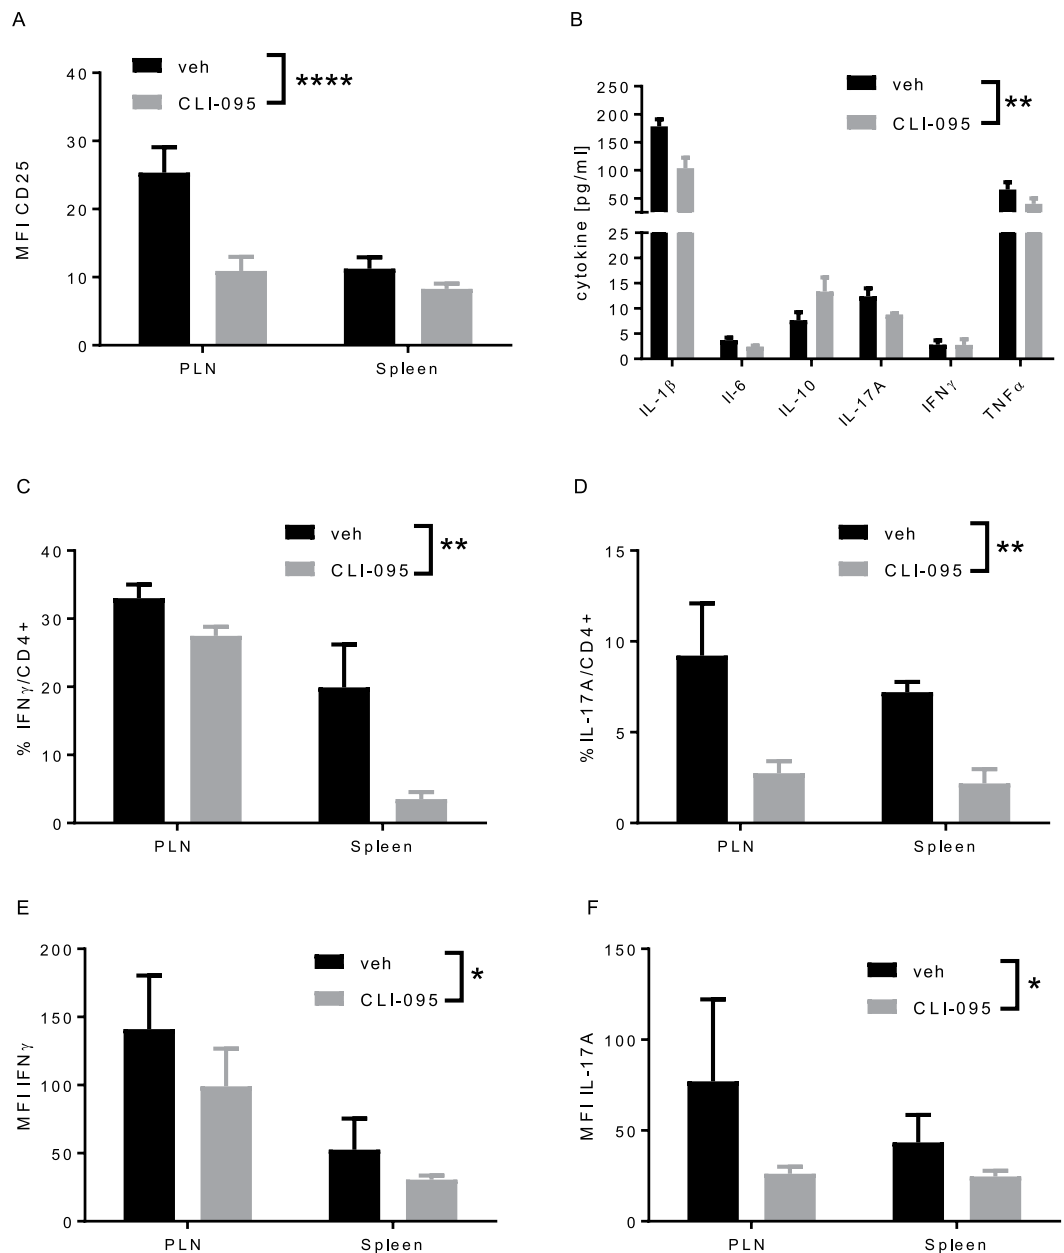 A
veh
CLI-095
****
MFI CD25
40
30
20
10
0
PLN Spleen
B
veh
CLI-095
**
cytokine [pg/ml]
250
200
150
100
50
25
20
15
10
5
0
IL-1β Il-6 IL-10 IL-17A IFNγ TNFα
C
veh
CLI-095
**
% IFNγ/CD4+
40
30
20
10
0
PLN Spleen
D
veh
CLI-095
**
% IL-17A/CD4+
15
10
5
0
PLN Spleen
E
veh
CLI-095
*
MFI IFNγ
200
150
100
50
0
PLN Spleen
F
veh
CLI-095
*
MFI IL-17A
150
100
50
0
PLN Spleen